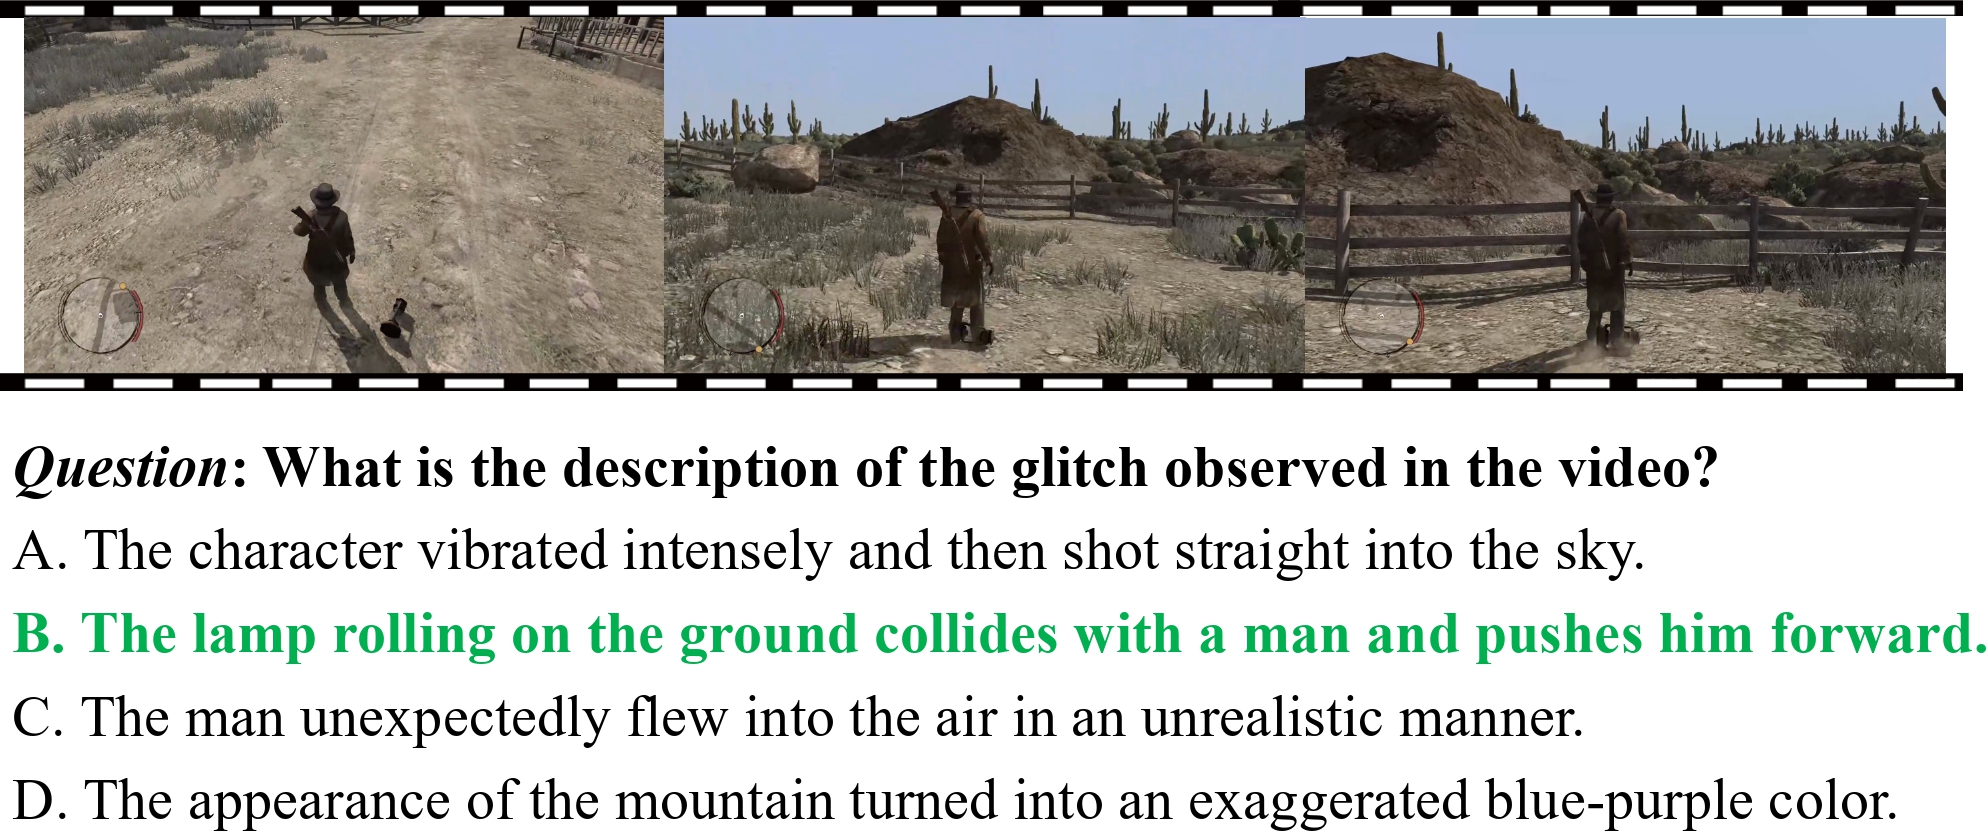 Question: What is the description of the glitch observed in the video?
A. The character vibrated intensely and then shot straight into the sky.
B. The lamp rolling on the ground collides with a man and pushes him forward.
C. The man unexpectedly flew into the air in an unrealistic manner.
D. The appearance of the mountain turned into an exaggerated blue-purple color.